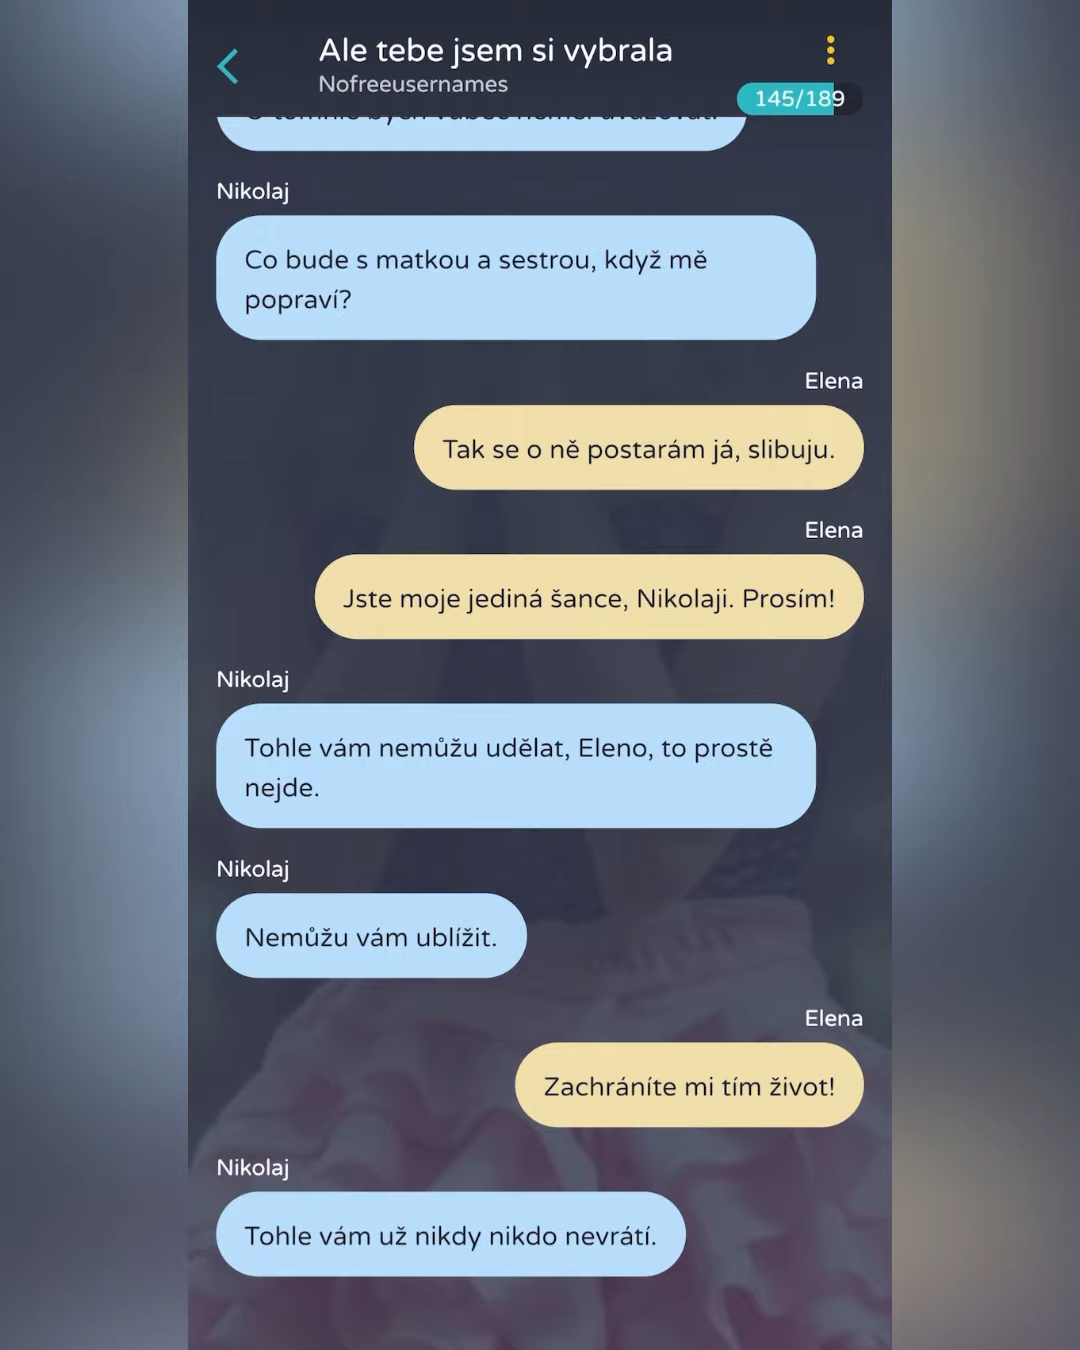 Ale tebe jsem si vybrala
Nofreeusernames
145/189
Nikolaj
Co bude s matkou a sestrou, když mě
popraví?
Elena
Tak se o ně postarám já, slibuju.
Elena
Jste moje jediná šance, Nikolaji. Prosím!
Nikolaj
Tohle vám nemůžu udělat, Eleno, to prostě
nejde.
Nikolaj
Nemůžu vám ublížit.
Elena
Zachráníte mi tím život!
Nikolaj
Tohle vám už nikdy nikdo nevrátí.